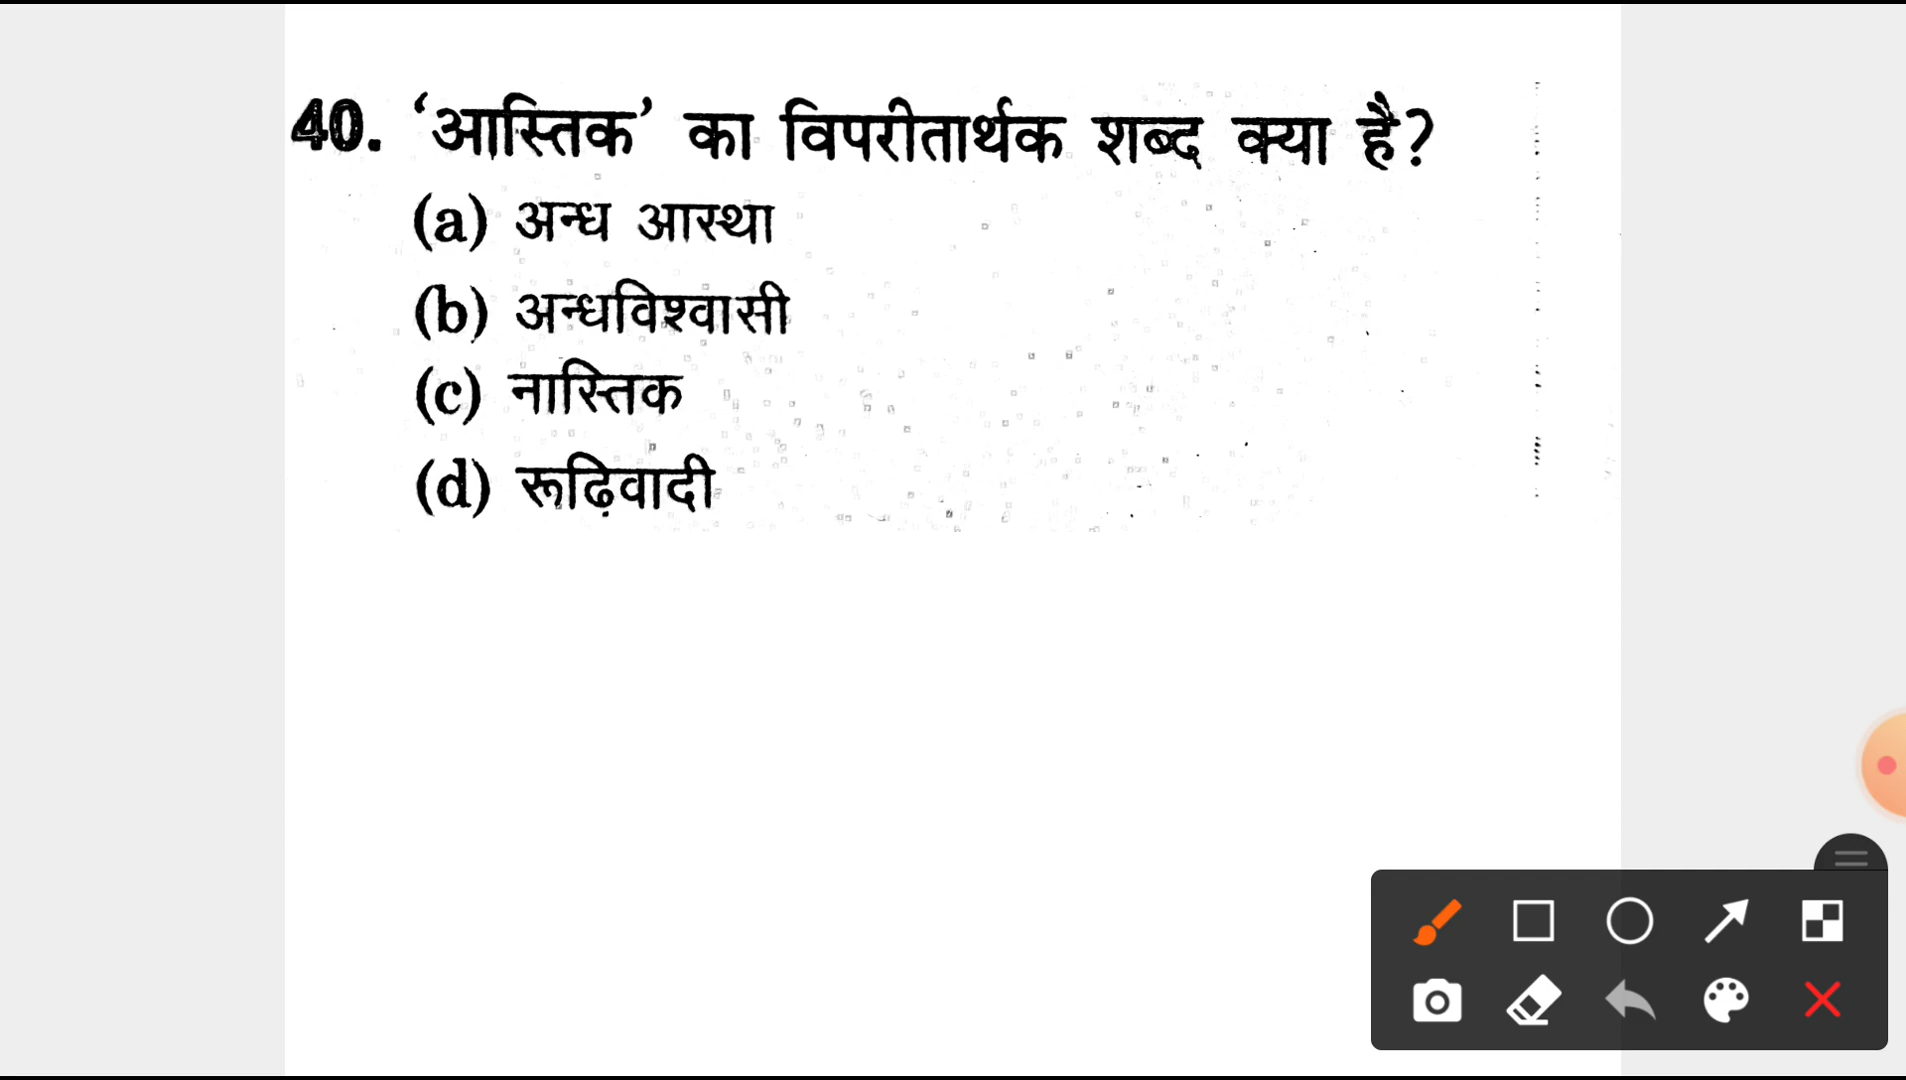 40. ‘आस्तिक’ का विपरीतार्थक शब्द क्या है?
(a) अन्ध आस्था
(b) अन्धविश्वासी
(c) नास्तिक
(d) रूढ़िवादी